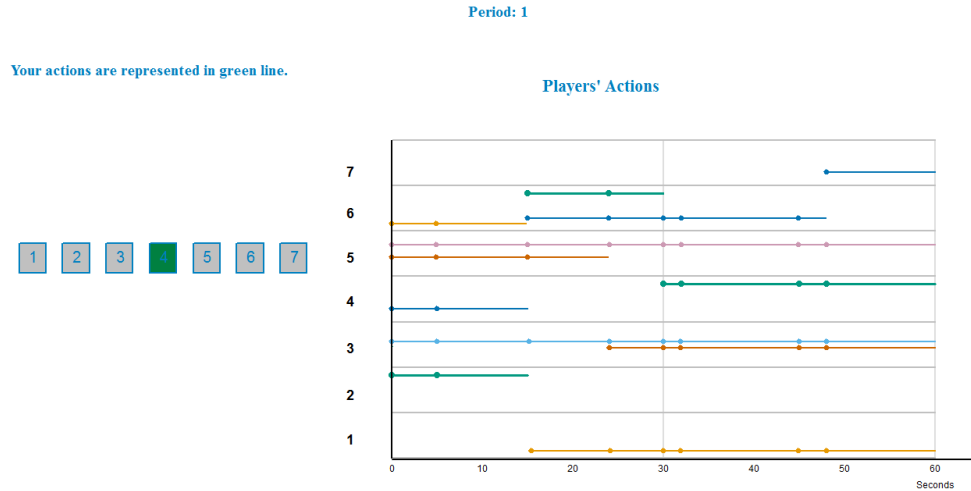 Period: 1
Your actions are represented in green line.
Players' Actions
1 2 3 4 5 6 7
7
6
5
4
3
2
1
0 10 20 30 40 50 60
Seconds